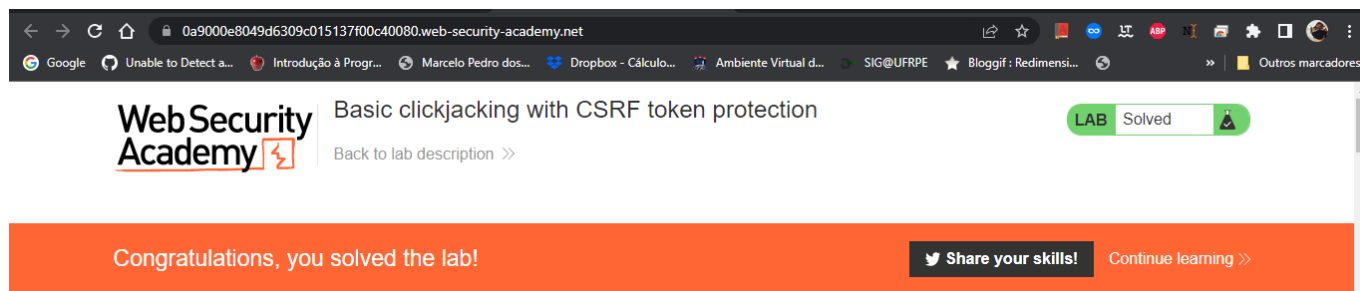 0a9000e8049d6309c015137f00c40080.web-security-academy.net
Google Unable to Detect a... Introdução à Progr... Marcelo Pedro dos... Dropbox - Cálculo... Ambiente Virtual d... SIG@UFRPE Bloggif : Redimensi... » Outros marcadores
Web Security Academy
Basic clickjacking with CSRF token protection
LAB Solved
Back to lab description »
Congratulations, you solved the lab!
Share your skills!
Continue learning »